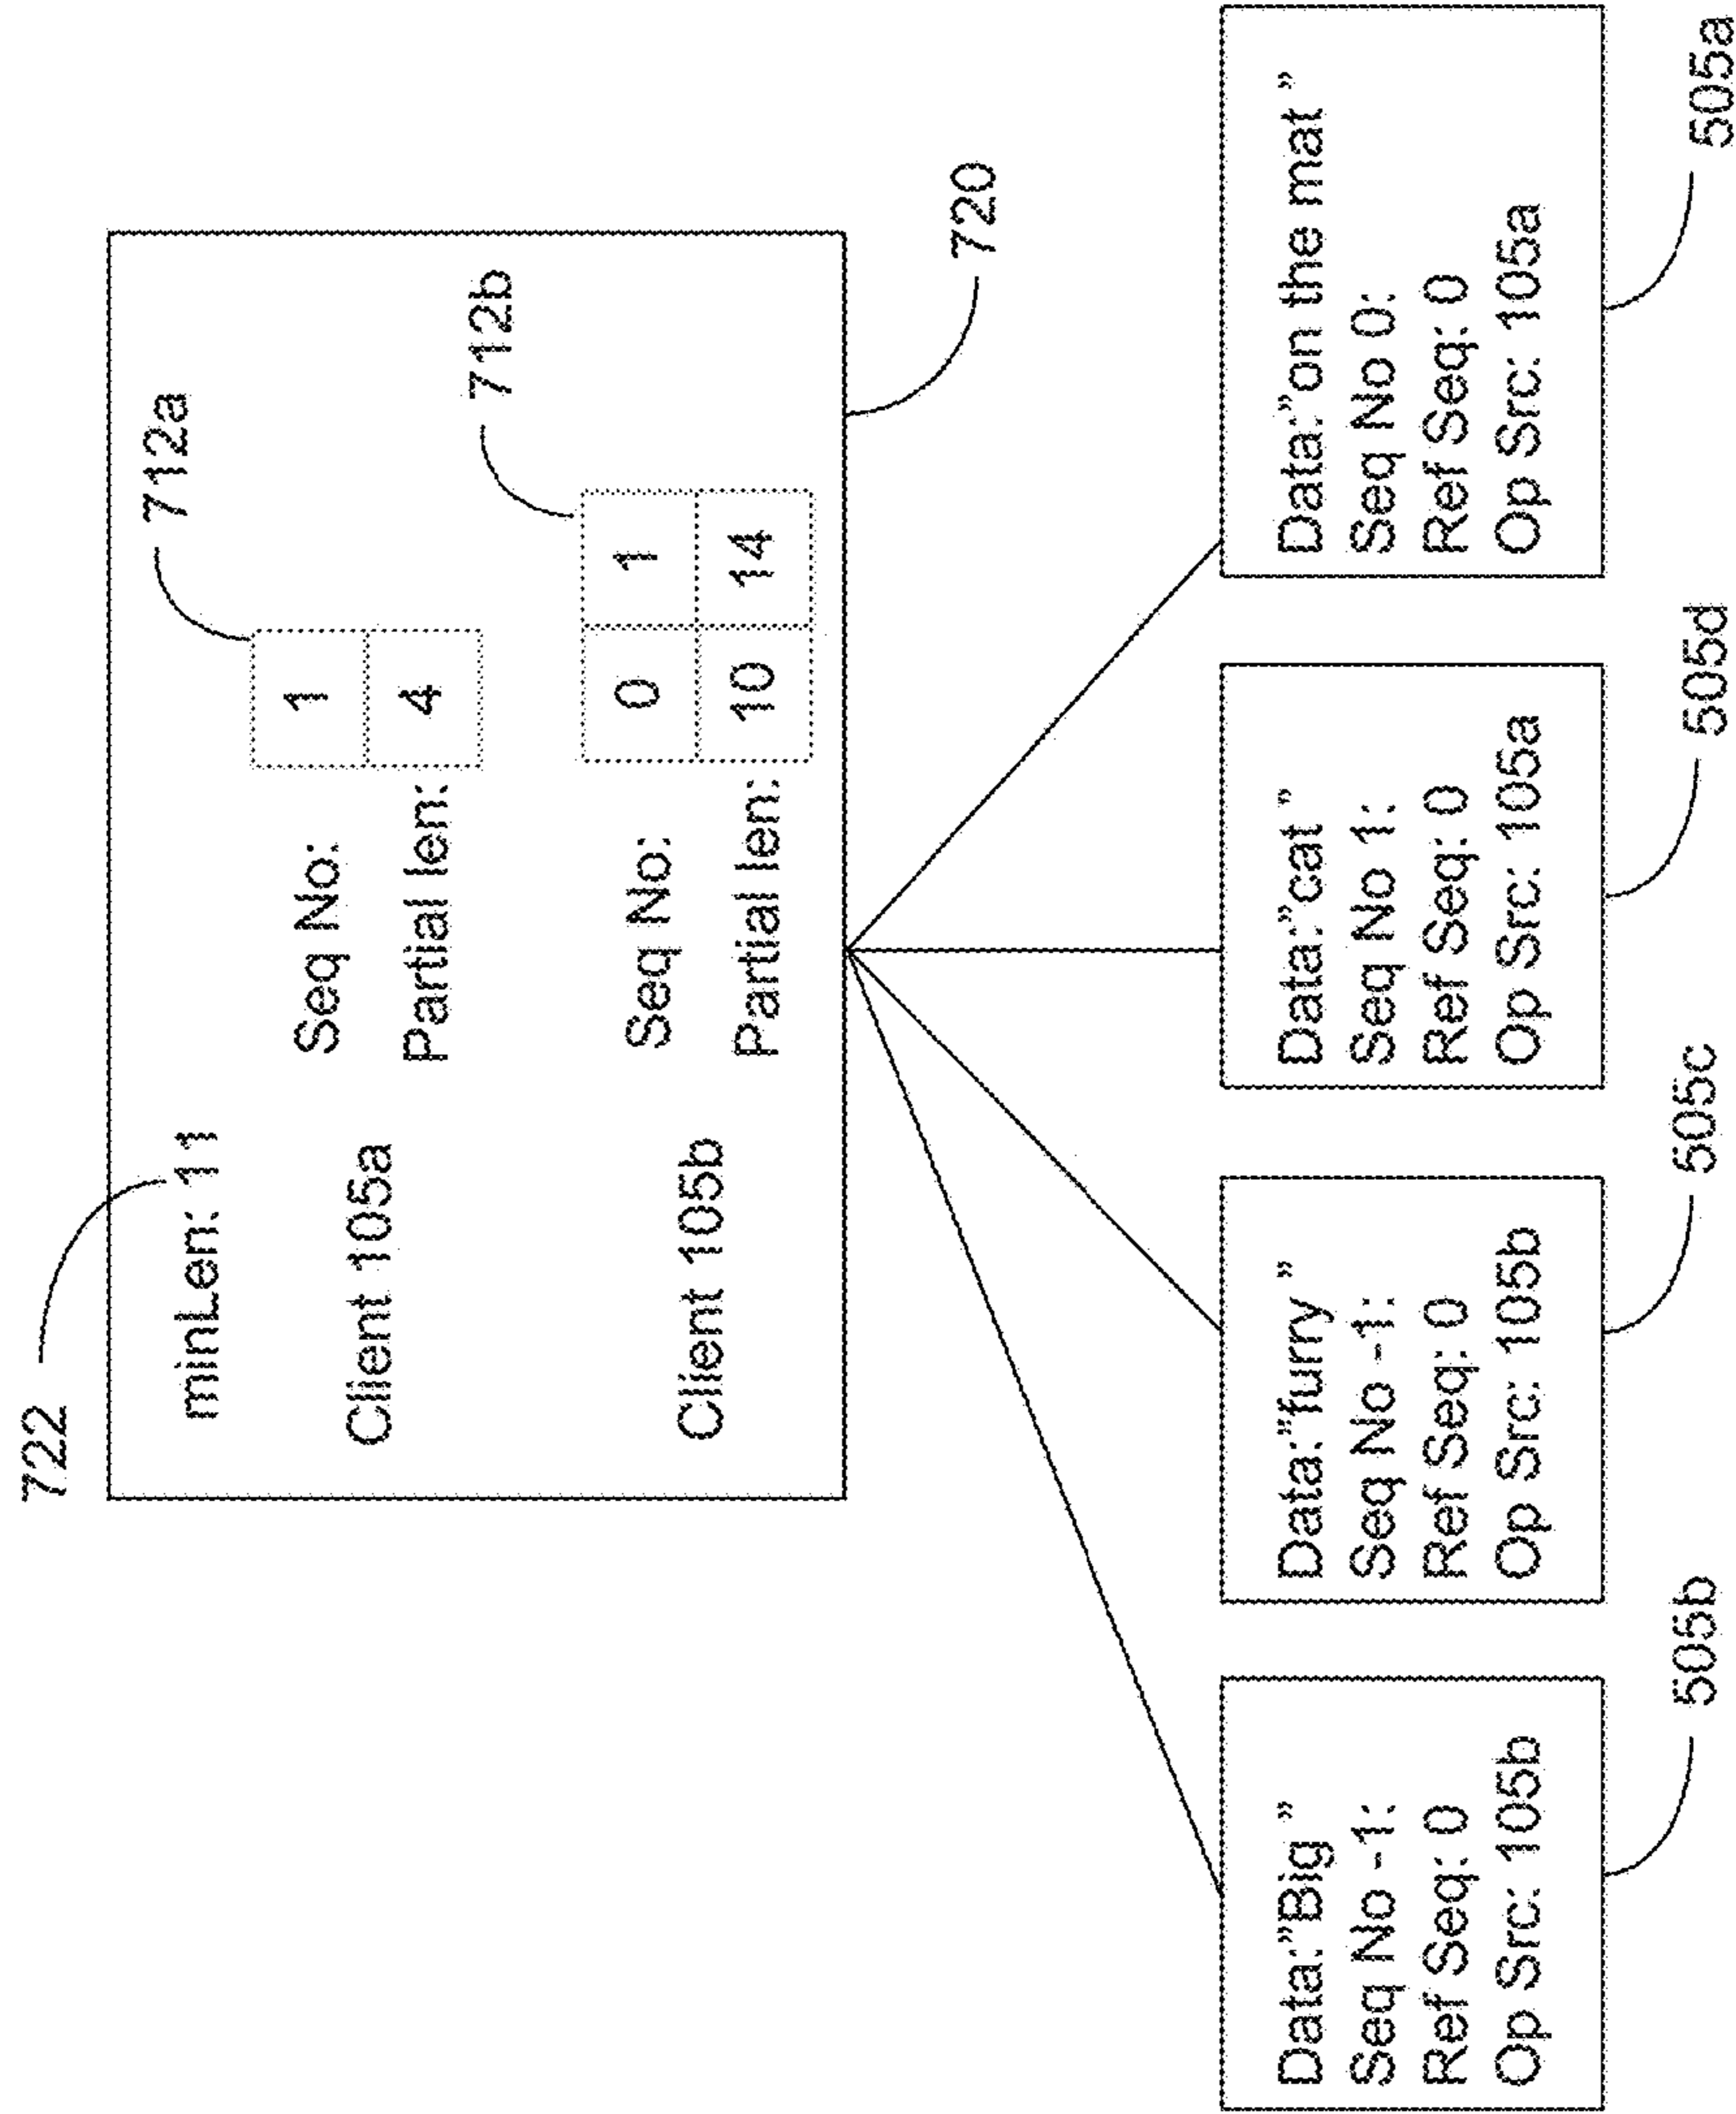 722
minLen: 11
712a
Client 105a
Seq No:
1
Partial len:
4
712b
Client 105b
Seq No:
0
1
Partial len:
10
14
720
Data:"Big "
Seq No -1:
Ref Seq: 0
Op Src: 105b
505b
Data:"furry "
Seq No -1:
Ref Seq: 0
Op Src: 105b
505c
Data:"cat "
Seq No 1:
Ref Seq: 0
Op Src: 105a
505d
Data:"on the mat "
Seq No 0:
Ref Seq: 0
Op Src: 105a
505a